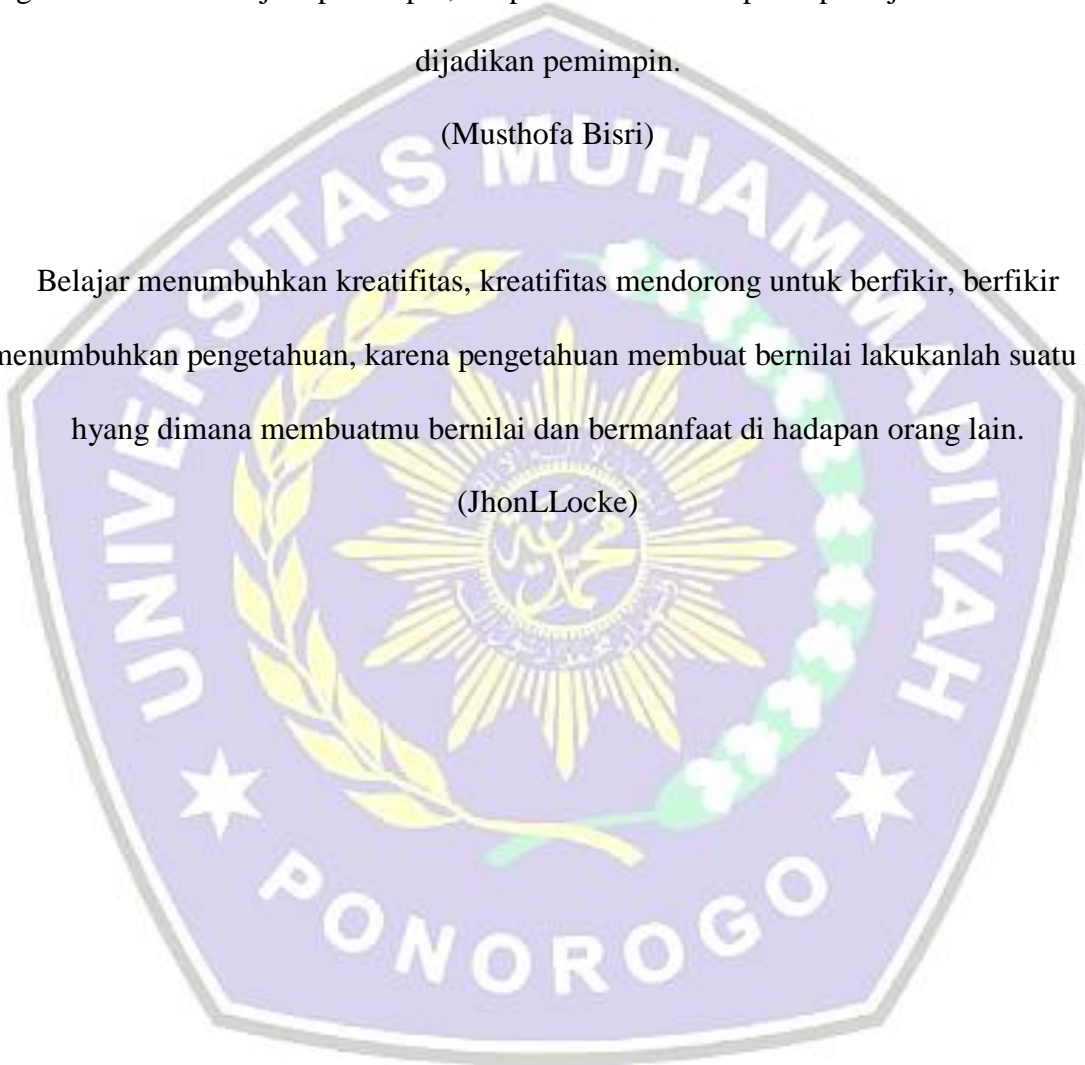 dijadikan pemimpin.
(Musthofa Bisri)
Belajar menumbuhkan kreatifitas, kreatifitas mendorong untuk berfikir, berfikir
menumbuhkan pengetahuan, karena pengetahuan membuat bernilai lakukanlah suatu
hyang dimana membuatmu bernilai dan bermanfaat di hadapan orang lain.
(JhonLLocke)
UNIVERSITAS MUHAMMADIYAH
PONOROGO
محمدية